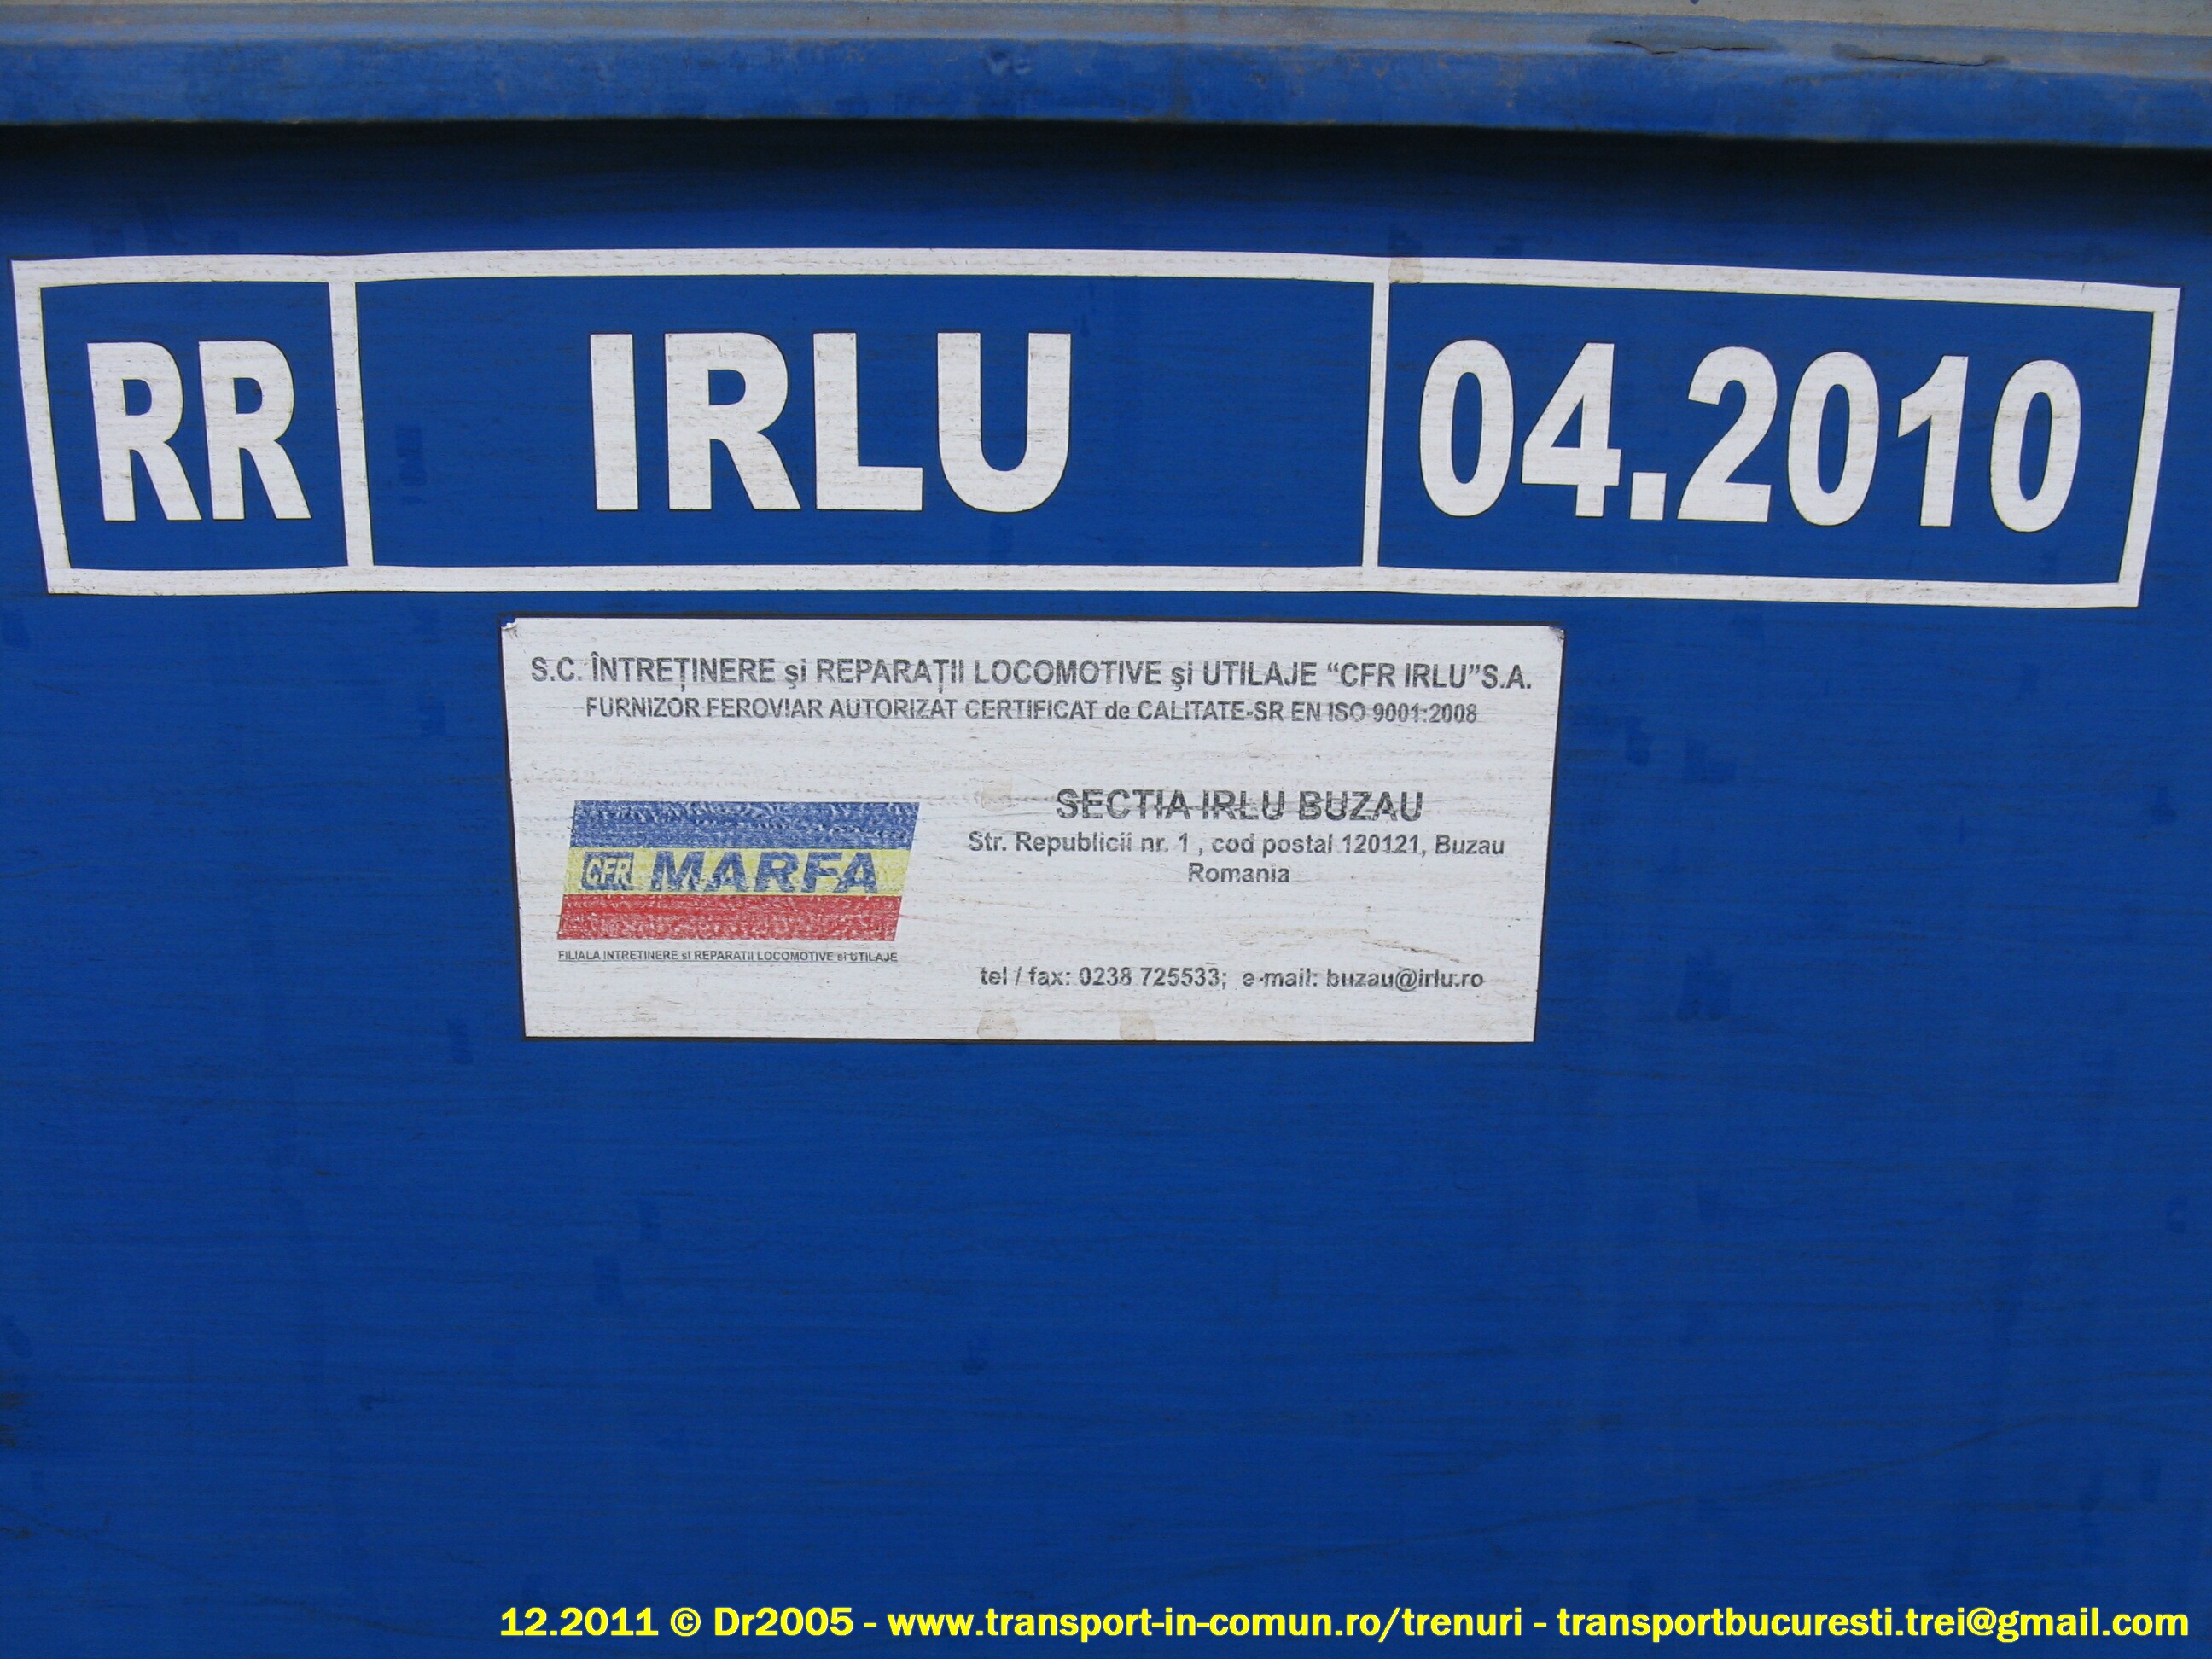 RR IRLU 04.2010
S.C. ÎNTREȚINERE și REPARAȚII LOCOMOTIVE și UTILAJE “CFR IRLU”S.A.
FURNIZOR FEROVIAR AUTORIZAT CERTIFICAT de CALITATE-SR EN ISO 9001:2008
SECTIA IRLU BUZAU
Str. Republicii nr. 1 , cod postal 120121, Buzau
Romania
CFR MARFA
FILIALA INTRETINERE si REPARATII LOCOMOTIVE si UTILAJE
tel / fax: 0238 725533; e-mail: buzau@irlu.ro
12.2011 © Dr2005 - www.transport-in-comun.ro/trenuri - transportbucuresti.trei@gmail.com